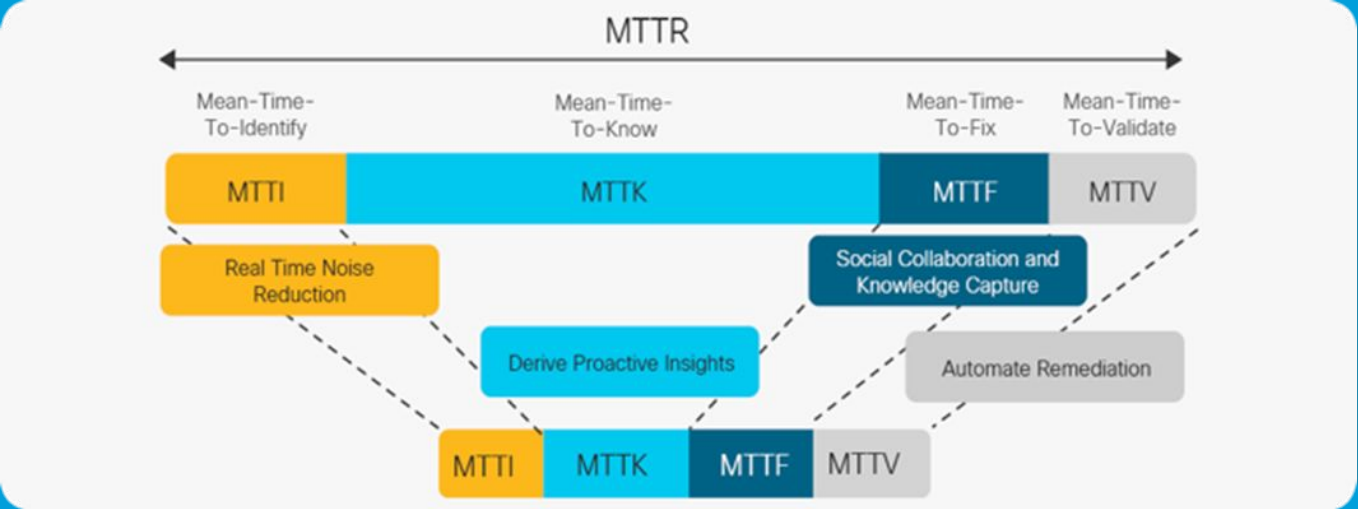 MTTR
Mean-Time-
To-Identify
Mean-Time-
To-Know
Mean-Time-
To-Fix
Mean-Time-
To-Validate
MTTI
MTTK
MTTF
MTTV
Real Time Noise
Reduction
Social Collaboration and
Knowledge Capture
Derive Proactive Insights
Automate Remediation
MTTI
MTTK
MTTF
MTTV